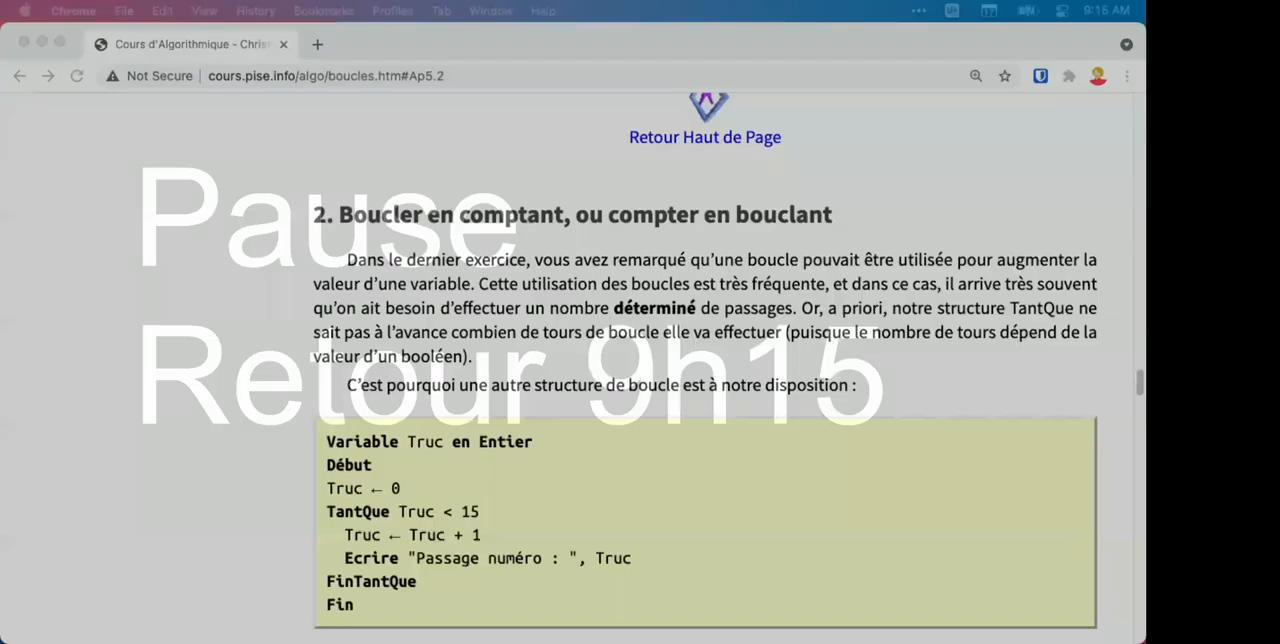 Chrome File Edit View History Bookmarks Profiles Tab Window Help 9:15 AM
Cours d'Algorithmique - Chris
Not Secure cours.pise.info/algo/boucles.htm#Ap5.2
Retour Haut de Page
Pause
Retour 9h15
2. Boucler en comptant, ou compter en bouclant
Dans le dernier exercice, vous avez remarqué qu'une boucle pouvait être utilisée pour augmenter la
valeur d'une variable. Cette utilisation des boucles est très fréquente, et dans ce cas, il arrive très souvent
qu'on ait besoin d'effectuer un nombre déterminé de passages. Or, a priori, notre structure TantQue ne
sait pas à l'avance combien de tours de boucle elle va effectuer (puisque le nombre de tours dépend de la
valeur d'un booléen).
C'est pourquoi une autre structure de boucle est à notre disposition :
Variable Truc en Entier
Début
Truc ← 0
TantQue Truc < 15
Truc ← Truc + 1
Ecrire "Passage numéro : ", Truc
FinTantQue
Fin